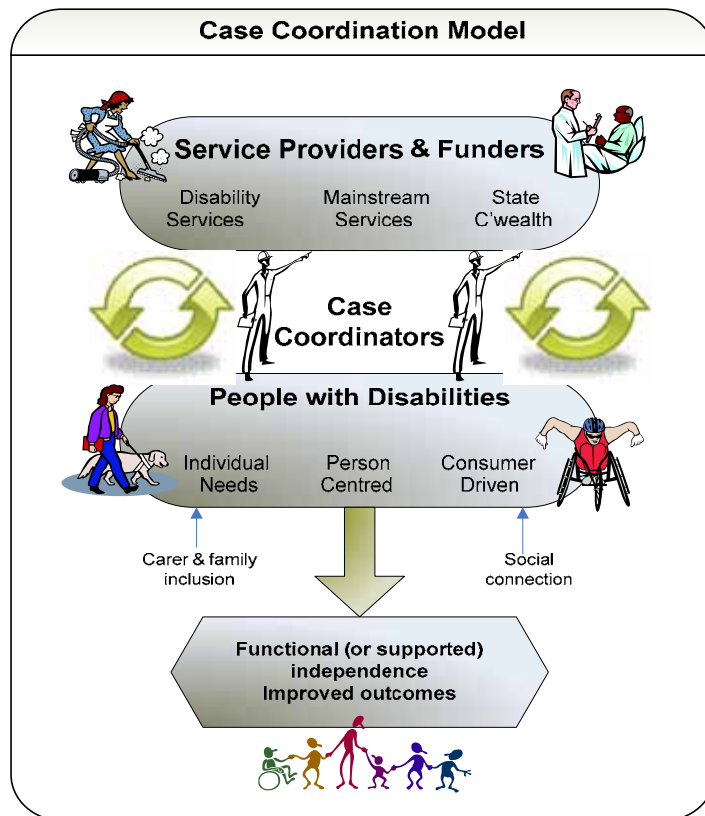 Case Coordination Model
Service Providers & Funders
Disability Services
Mainstream Services
State C'wealth
Case
Coordinators
People with Disabilities
Individual Needs
Person Centred
Consumer Driven
Carer & family
inclusion
Social
connection
Functional (or supported)
independence
Improved outcomes